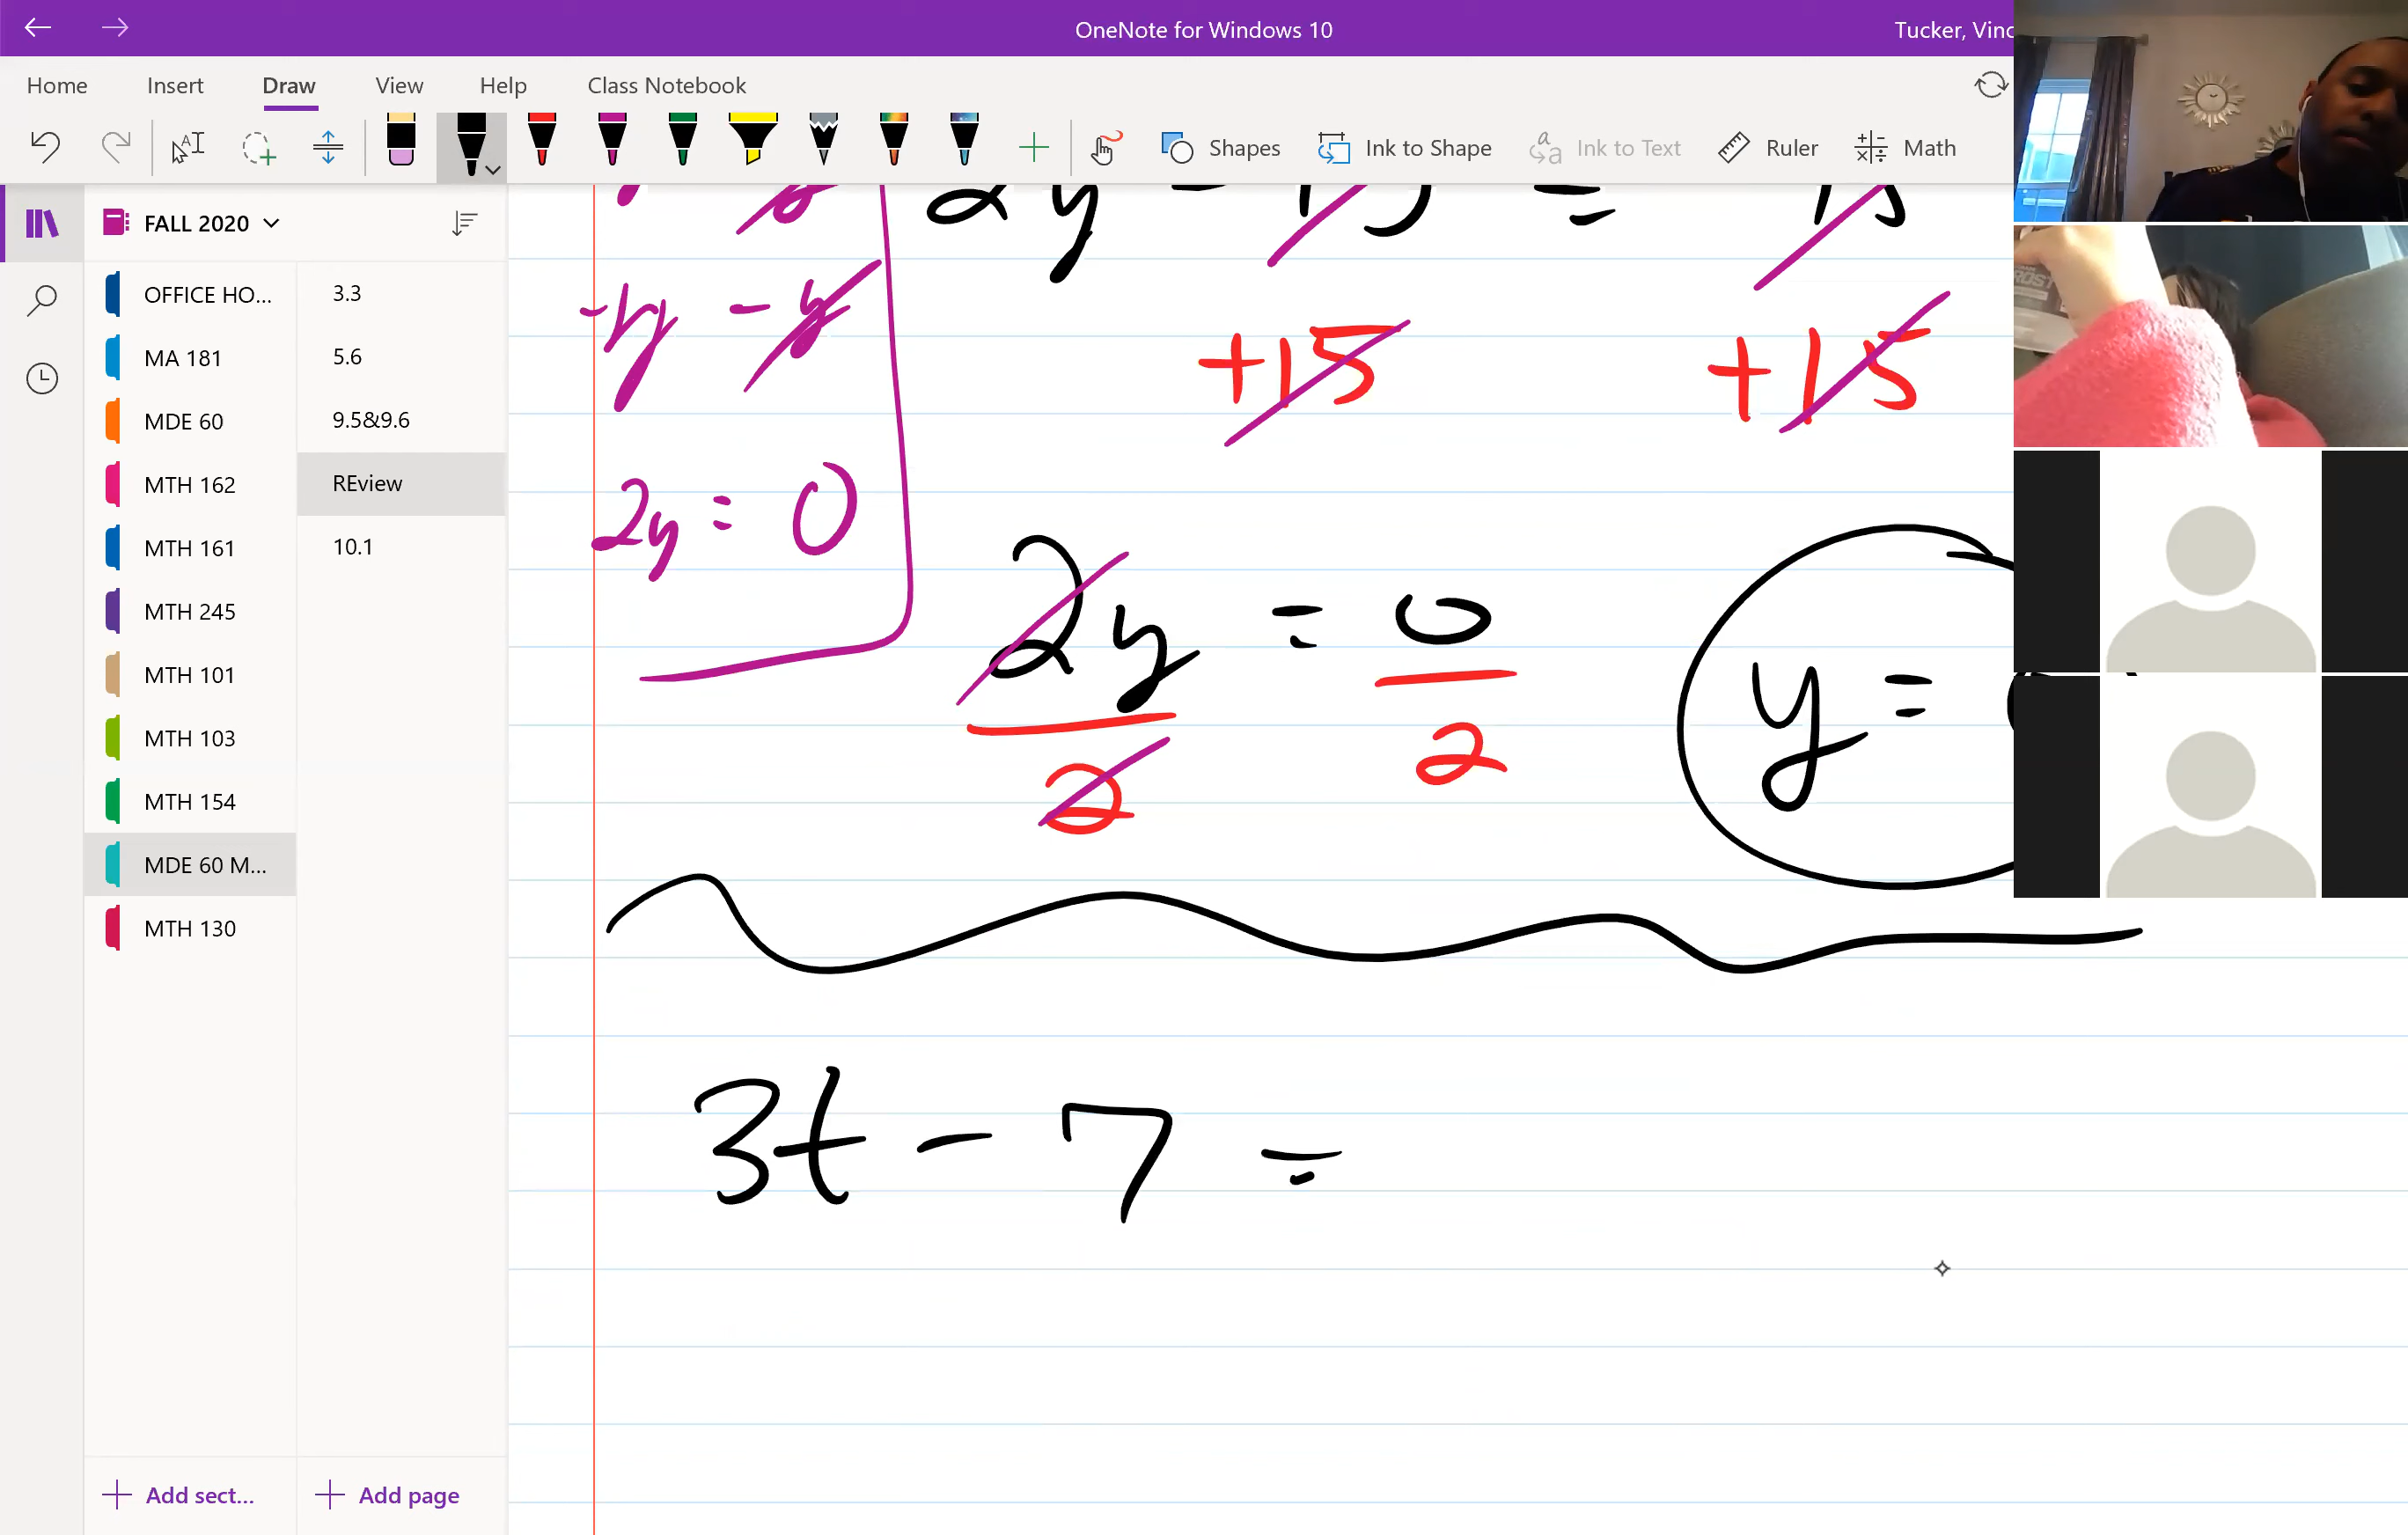 OneNote for Windows 10
Tucker, Vinc
Home Insert Draw View Help Class Notebook
Shapes Ink to Shape Ink to Text Ruler Math
FALL 2020
OFFICE HO...
MA 181
MDE 60
MTH 162
MTH 161
MTH 245
MTH 101
MTH 103
MTH 154
MDE 60 M...
MTH 130
Add sect...
3.3
5.6
9.5&9.6
REview
10.1
Add page
-y -y
2y = 0
2y - 15 = 15
+15 +15
2y = 0
2 2
y =
3t - 7 =